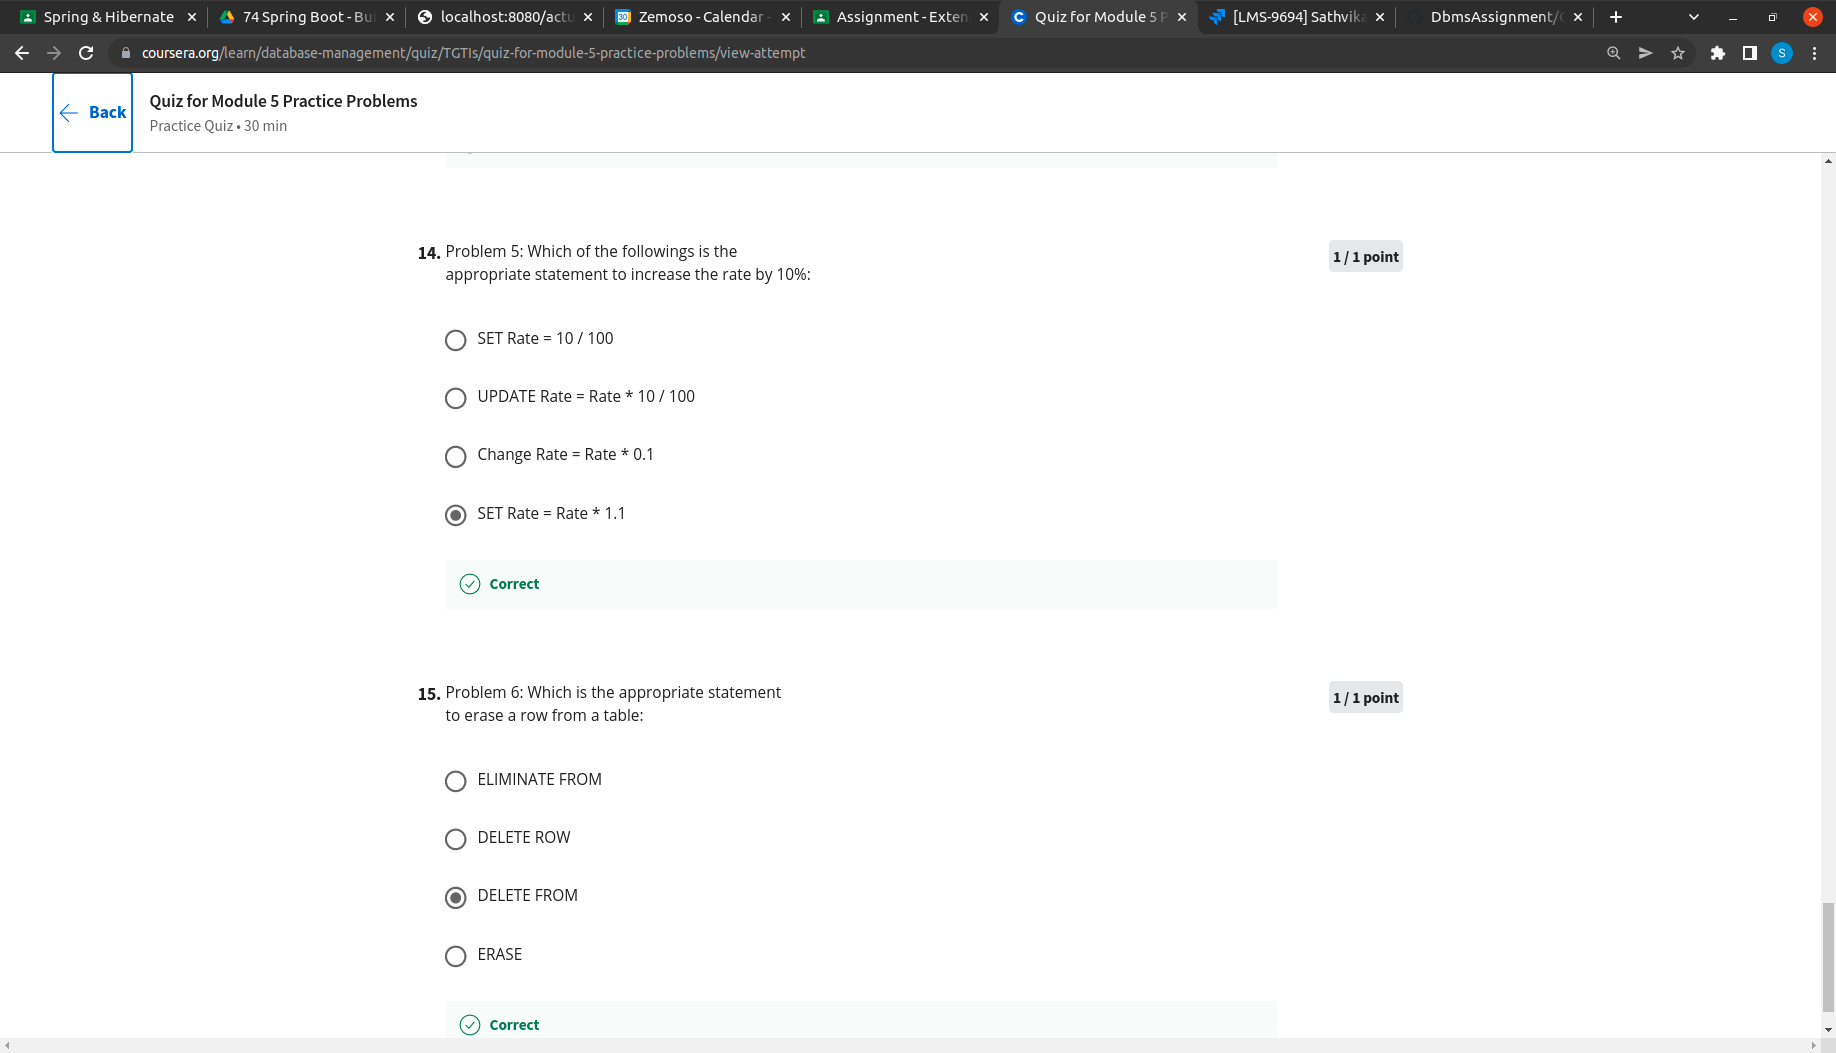 Spring & Hibernate
74 Spring Boot - Bui
localhost:8080/actu
Zemoso - Calendar -
Assignment - Exten
Quiz for Module 5 P
[LMS-9694] Sathvika
DbmsAssignment/
coursera.org/learn/database-management/quiz/TGTIs/quiz-for-module-5-practice-problems/view-attempt
S
Back
Quiz for Module 5 Practice Problems
Practice Quiz • 30 min
14. Problem 5: Which of the followings is the
appropriate statement to increase the rate by 10%:
1 / 1 point
SET Rate = 10 / 100
UPDATE Rate = Rate * 10 / 100
Change Rate = Rate * 0.1
SET Rate = Rate * 1.1
Correct
15. Problem 6: Which is the appropriate statement
to erase a row from a table:
1 / 1 point
ELIMINATE FROM
DELETE ROW
DELETE FROM
ERASE
Correct